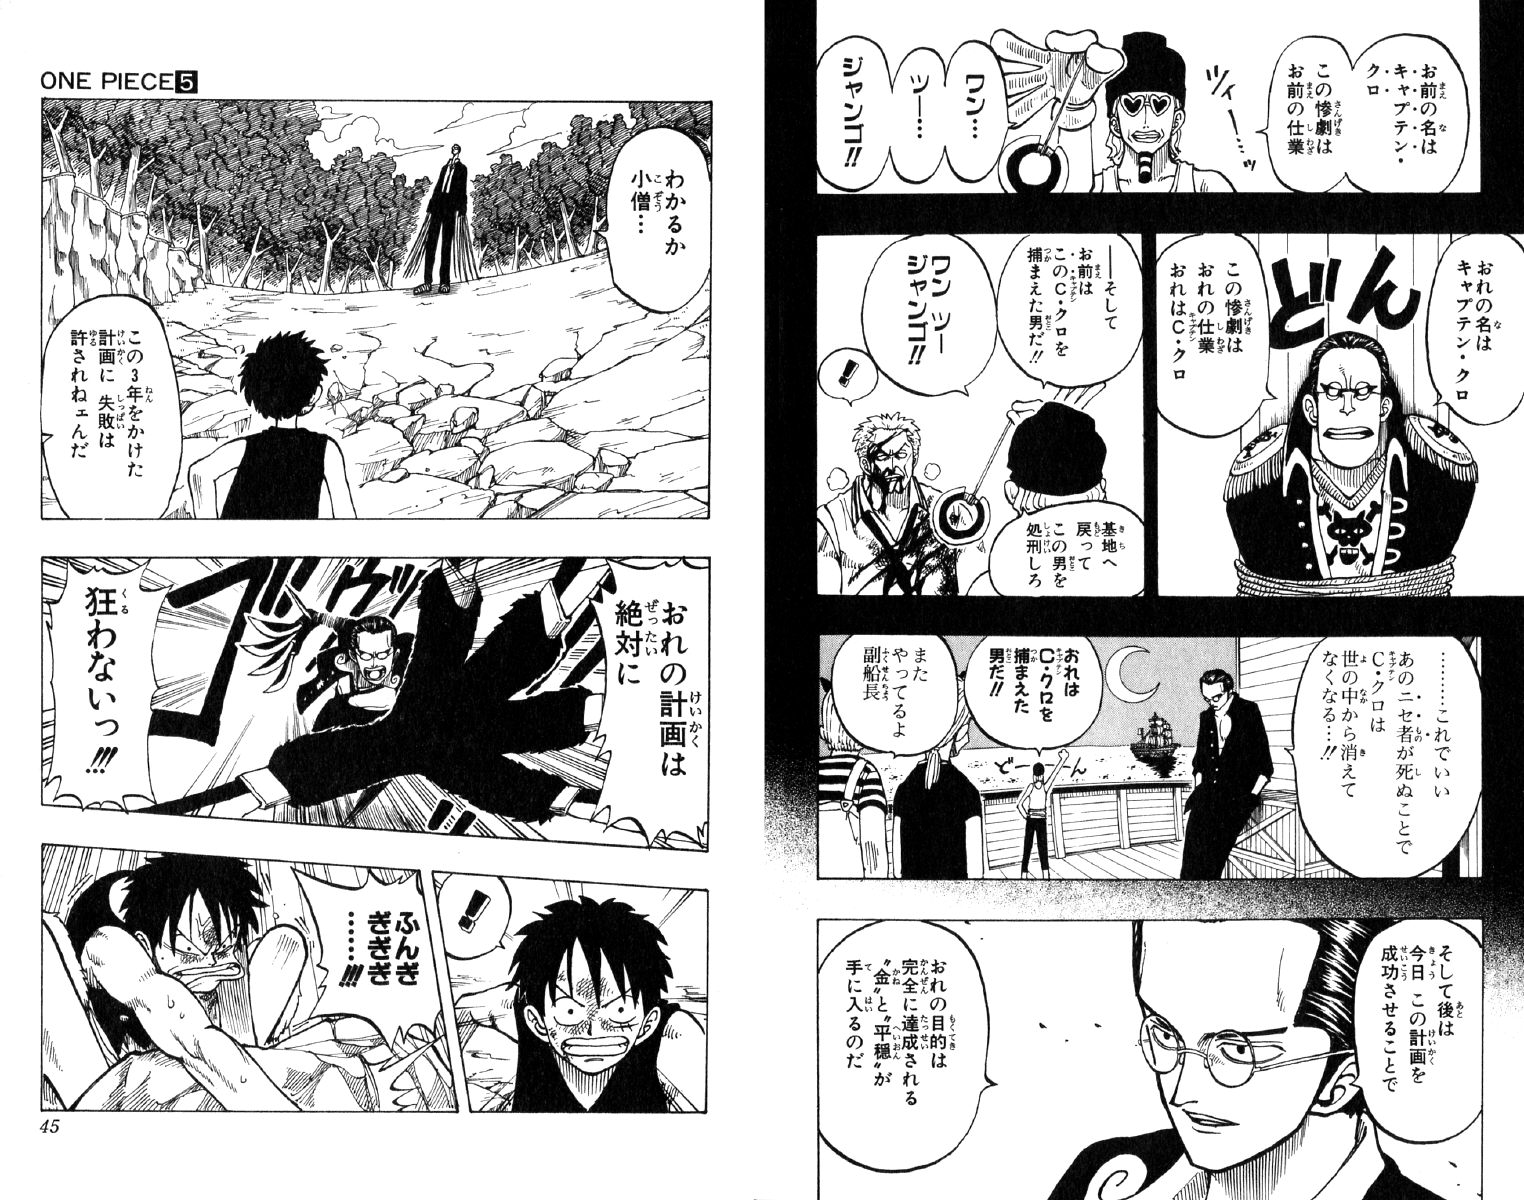 お前の名は
キャプテン・
クロ
この惨劇は
お前の仕業
ツイー…ッ
ワン…
ツー…
ジャンゴ!!
おれの名は
キャプテン・クロ
この惨劇は
おれの仕業
おれはC・クロ
どん
――そして
お前は
このC・クロを
捕まえた男だ!!
ワン ツー
ジャンゴ!!
!!
基地へ
戻って
この男を
処刑しろ
………これでいい
あのニセ者が死ぬことで
C・クロは
世の中から消えて
なくなる…!!
おれは
C・クロを
捕まえた
男だ!!
どーーん
また
やってるよ
副船長
そして後は
今日 この計画を
成功させることで
おれの目的は
完全に達成される
〝金〟と〝平穏〟が
手に入るのだ
ONE PIECE 5
わかるか
小僧…
この3年をかけた
計画に 失敗は
許されねェんだ
おれの計画は
絶対に
狂わないっ!!!
ブウッ
!!
ふんぎ
ぎぎぎ
……!!!
45